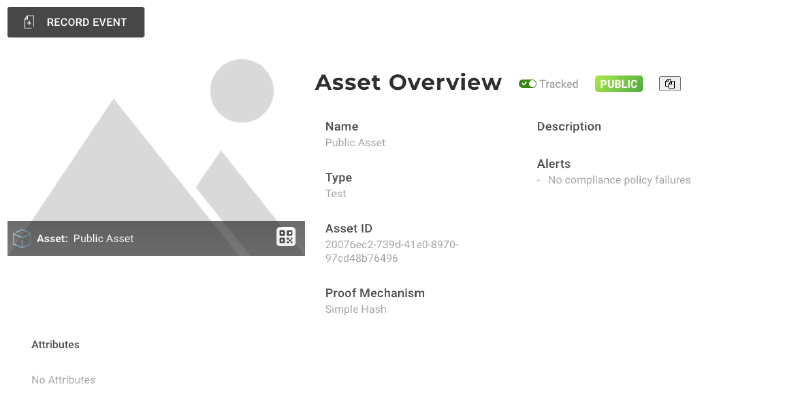 RECORD EVENT
Asset Overview
Tracked
PUBLIC
Name
Public Asset
Description
Type
Test
Alerts
- No compliance policy failures
Asset ID
20076ec2-739d-41e0-8970-
97cd48b76496
Asset: Public Asset
Proof Mechanism
Simple Hash
Attributes
No Attributes